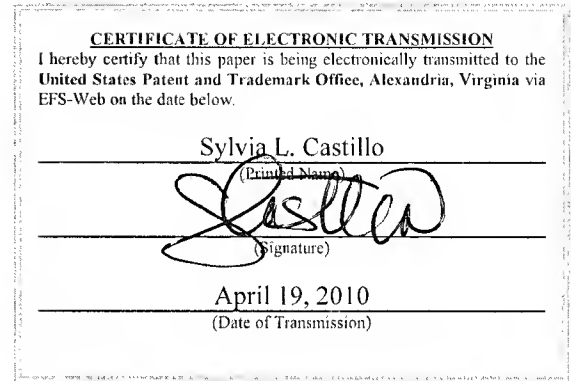 CERTIFICATE OF ELECTRONIC TRANSMISSION
I hereby certify that this paper is being electronically transmitted to the
United States Patent and Trademark Office, Alexandria, Virginia via
EFS-Web on the date below.
Sylvia L. Castillo
(Printed Name)
(Signature)
April 19, 2010
(Date of Transmission)